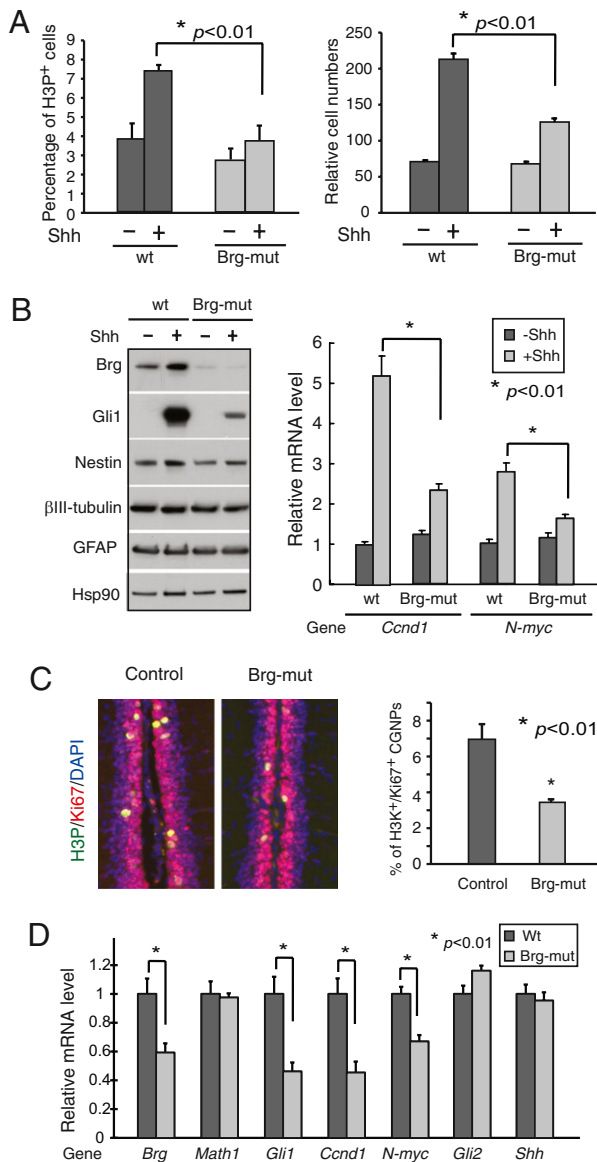 A
* p<0.01
Percentage of H3P+ cells
9
8
7
6
5
4
3
2
1
0
Shh − + − +
wt Brg-mut
* p<0.01
Relative cell numbers
250
200
150
100
50
0
Shh − + − +
wt Brg-mut
B
wt Brg-mut
Shh − + − +
Brg
Gli1
Nestin
βIII-tubulin
GFAP
Hsp90
-Shh
+Shh
* p<0.01
*
*
Relative mRNA level
6
5
4
3
2
1
0
wt Brg-mut wt Brg-mut
Gene Ccnd1 N-myc
C
Control Brg-mut
H3P/Ki67/DAPI
% of H3K+/Ki67+ CGNPs
8
6
4
2
0
* p<0.01
*
Control Brg-mut
D
Wt
Brg-mut
* p<0.01
* * * *
Relative mRNA level
1.2
1
0.8
0.6
0.4
0.2
0
Gene Brg Math1 Gli1 Ccnd1 N-myc Gli2 Shh